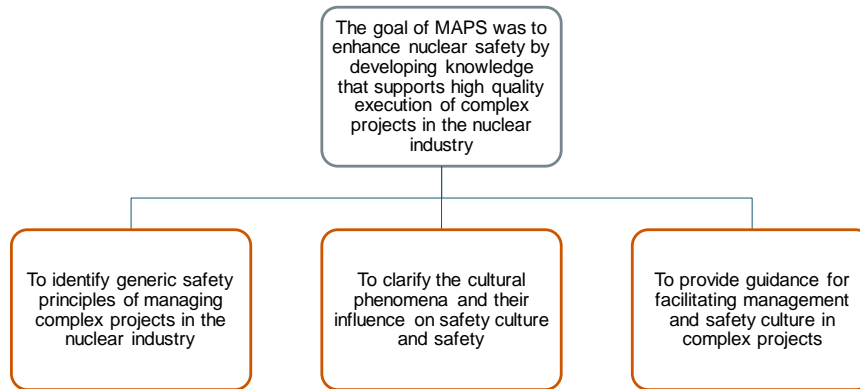 The goal of MAPS was to
enhance nuclear safety by
developing knowledge
that supports high quality
execution of complex
projects in the nuclear
industry
To identify generic safety
principles of managing
complex projects in the
nuclear industry
To clarify the cultural
phenomena and their
influence on safety culture
and safety
To provide guidance for
facilitating management
and safety culture in
complex projects